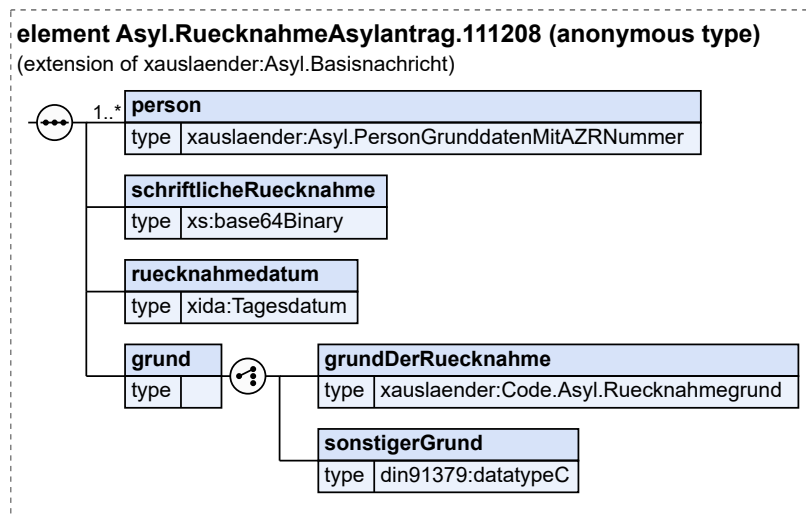 element Asyl.RuecknahmeAsylantrag.111208 (anonymous type)
(extension of xauslaender:Asyl.Basisnachricht)
1..* person
type xauslaender:Asyl.PersonGrunddatenMitAZRNummer
schriftlicheRuecknahme
type xs:base64Binary
ruecknahmedatum
type xida:Tagesdatum
grund grundDerRuecknahme
type type xauslaender:Code.Asyl.Ruecknahmegrund
sonstigerGrund
type din91379:datatypeC